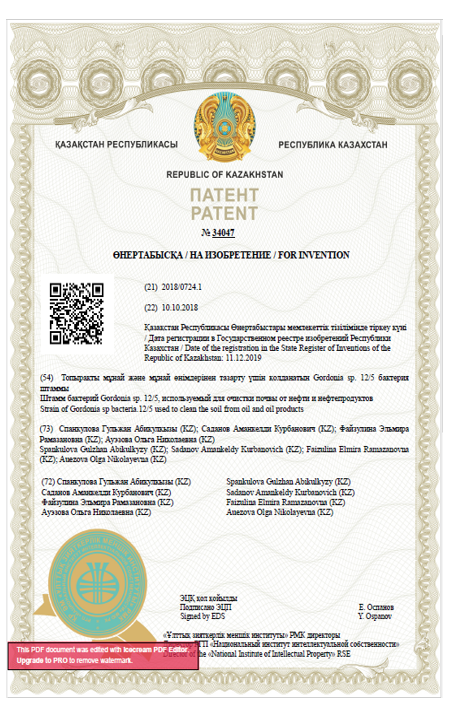 ҚАЗАҚСТАН РЕСПУБЛИКАСЫ
РЕСПУБЛИКА КАЗАХСТАН
REPUBLIC OF KAZAKHSTAN
ПАТЕНТ
PATENT
№ 34047
ӨНЕРТАБЫСҚА / НА ИЗОБРЕТЕНИЕ / FOR INVENTION
(21) 2018/0724.1
(22) 10.10.2018
Қазақстан Республикасы Өнертабыстары мемлекеттік тізілімінде тіркеу күні
/ Дата регистрации в Государственном реестре изобретений Республики
Казахстан / Date of the registration in the State Register of Inventions of the
Republic of Kazakhstan: 11.12.2019
(54) Топырақты мұнай және мұнай өнімдерінен тазарту үшін колданатын Gordonia sp. 12/5 бактерия
штаммы
Штамм бактерий Gordonia sp. 12/5, используемый для очистки почвы от нефти и нефтепродуктов
Strain of Gordonia sp bacteria.12/5 used to clean the soil from oil and oil products
(73) Спанкулова Гульжан Абикулкызы (KZ); Саданов Аманкелди Курбанович (KZ); Файзулина Эльмира
Рамазановна (KZ); Ауэзова Ольга Николаевна (KZ)
Spankulova Gulzhan Abikulkyzy (KZ); Sadanov Amankeldy Kurbanovich (KZ); Faizulina Elmira Ramazanovna
(KZ); Auezova Olga Nikolayevna (KZ)
(72) Спанкулова Гульжан Абикулкызы (KZ)
Саданов Аманкелди Курбанович (KZ)
Файзулина Эльмира Рамазановна (KZ)
Ауэзова Ольга Николаевна (KZ)
Spankulova Gulzhan Abikulkyzy (KZ)
Sadanov Amankeldy Kurbanovich (KZ)
Faizulina Elmira Ramazanovna (KZ)
Auezova Olga Nikolayevna (KZ)
ЭЦҚ қол қойылды
Подписано ЭЦП
Signed by EDS
Е. Оспанов
Y. Ospanov
«Ұлттық зияткерлік меншік институты» РМК директоры
РГП «Национальный институт интеллектуальной собственности»
Director of the «National Institute of Intellectual Property» RSE
This PDF document was edited with Icecream PDF Editor.
Upgrade to PRO to remove watermark.